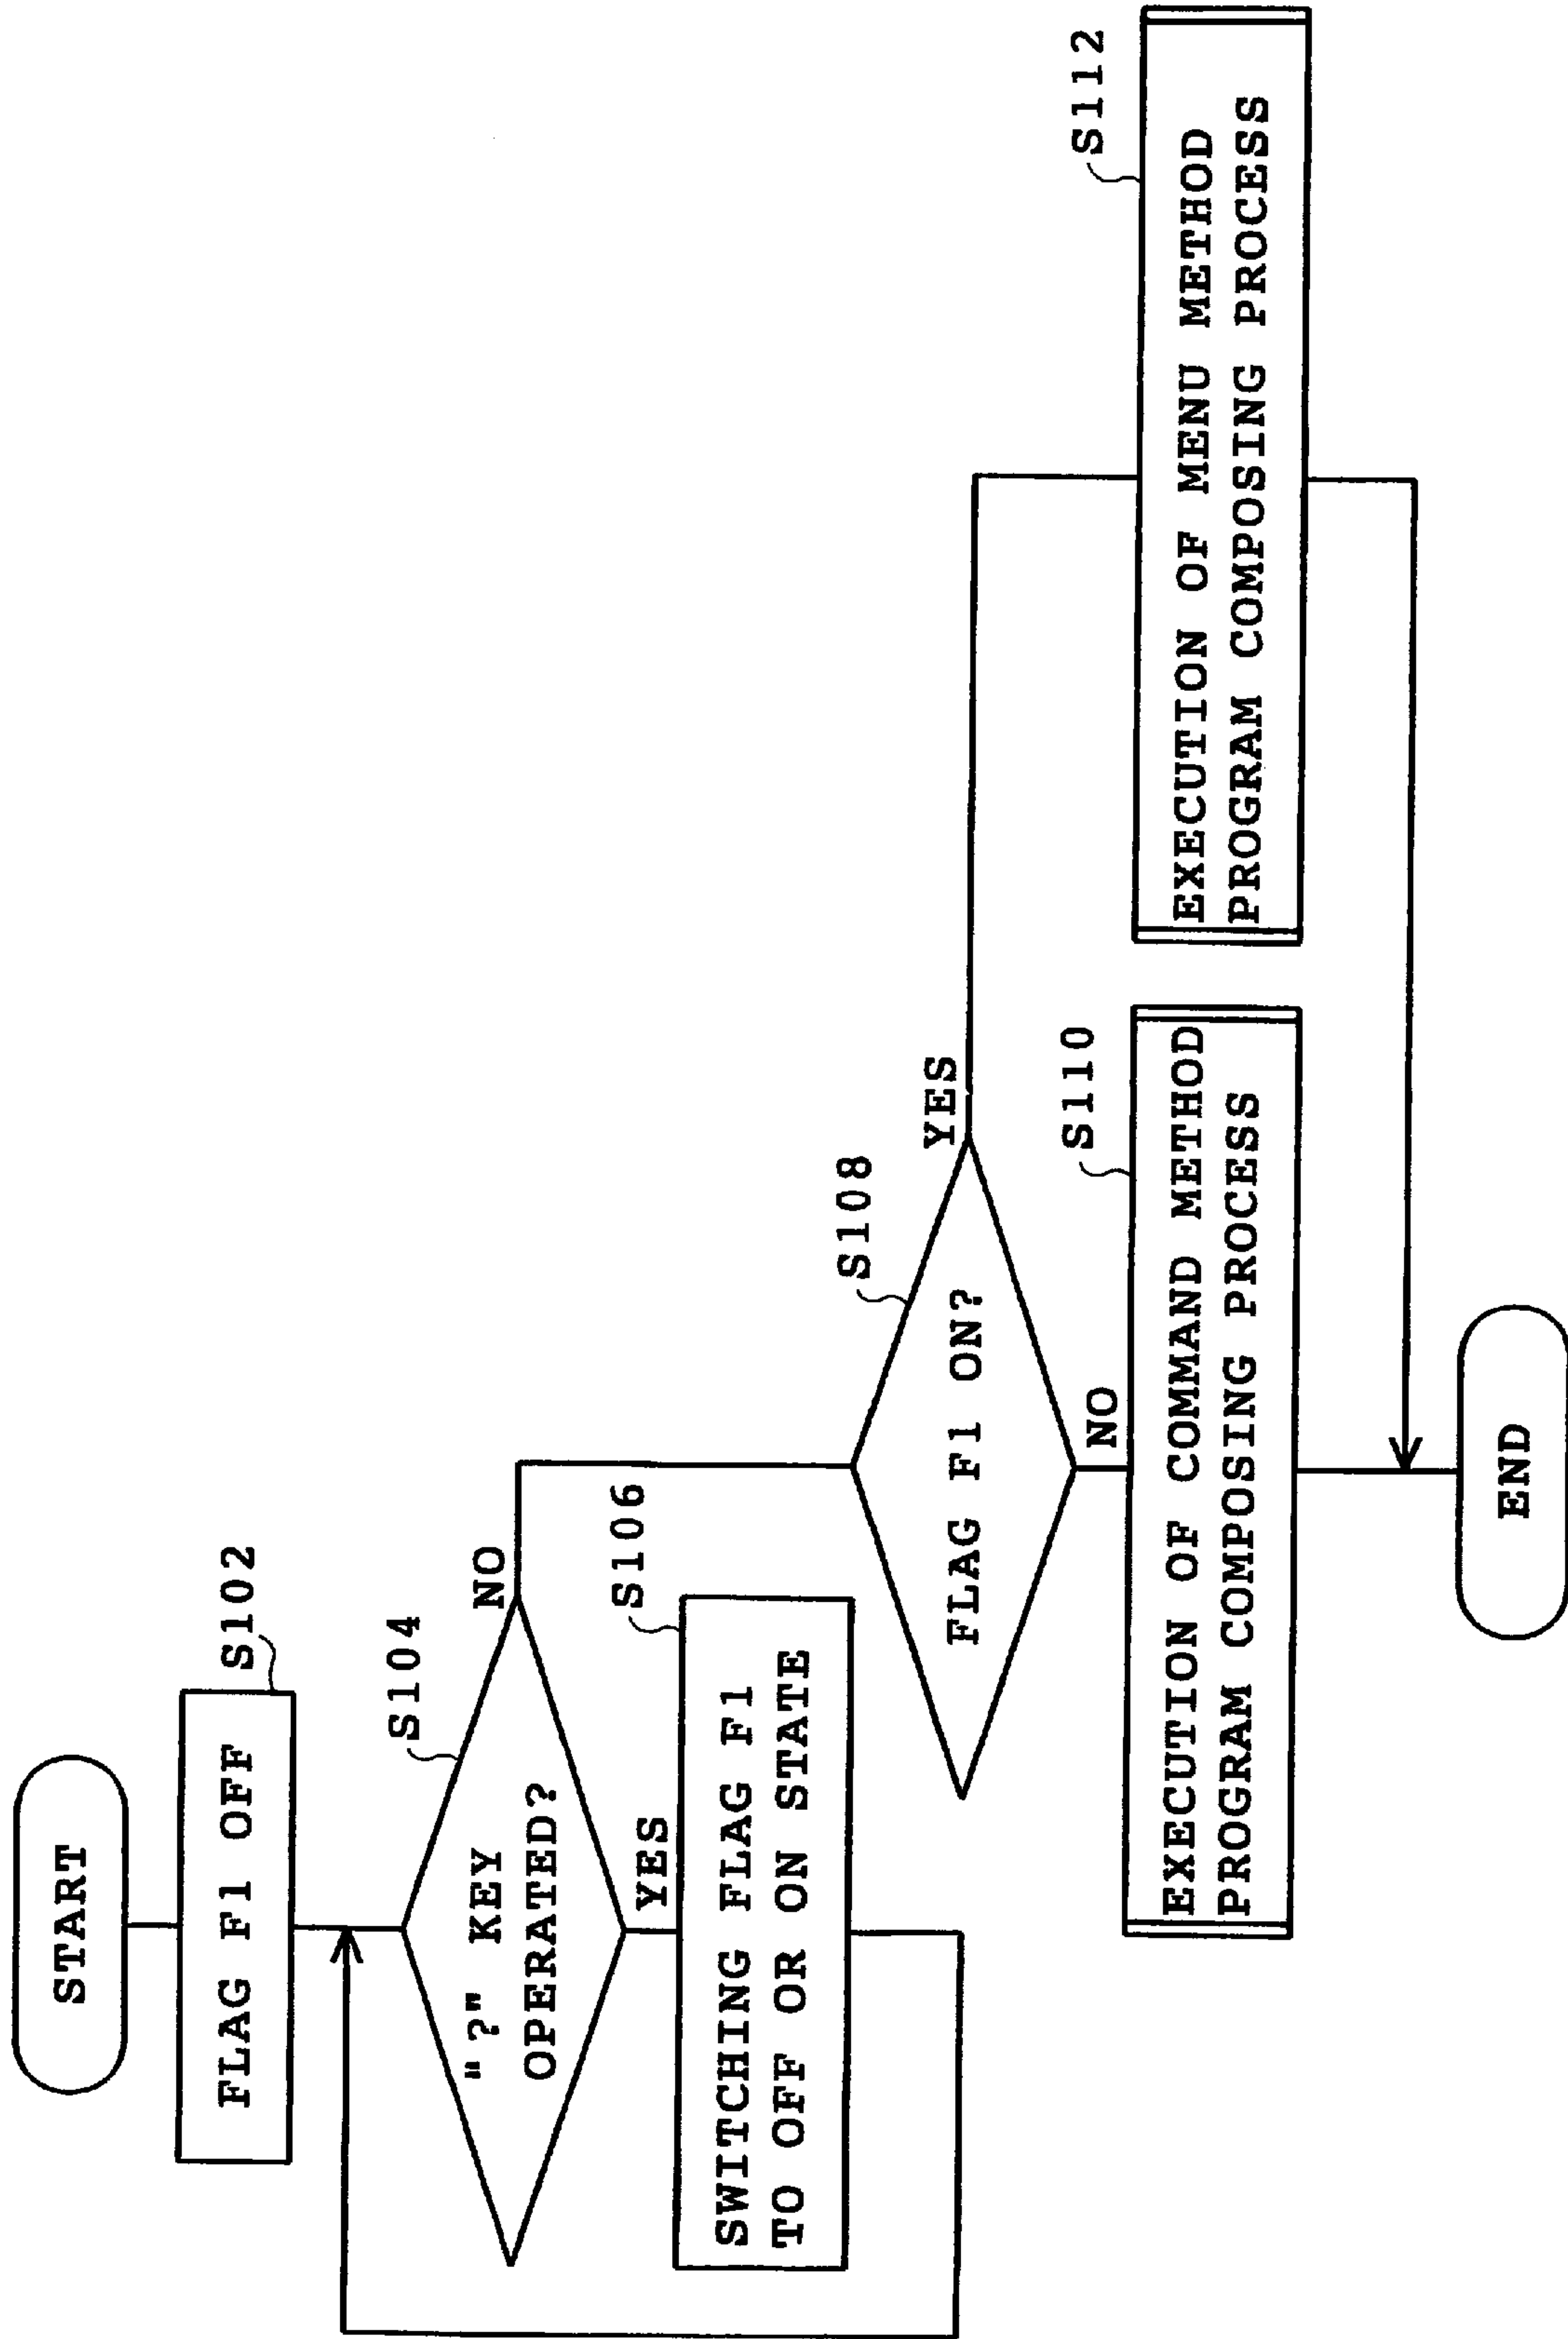 START
S102
FLAG F1 OFF
S104
"?" KEY
OPERATED?
NO
YES
S106
SWITCHING FLAG F1
TO OFF OR ON STATE
S108
FLAG F1 ON?
YES
NO
S110
EXECUTION OF COMMAND METHOD
PROGRAM COMPOSING PROCESS
S112
EXECUTION OF MENU METHOD
PROGRAM COMPOSING PROCESS
END